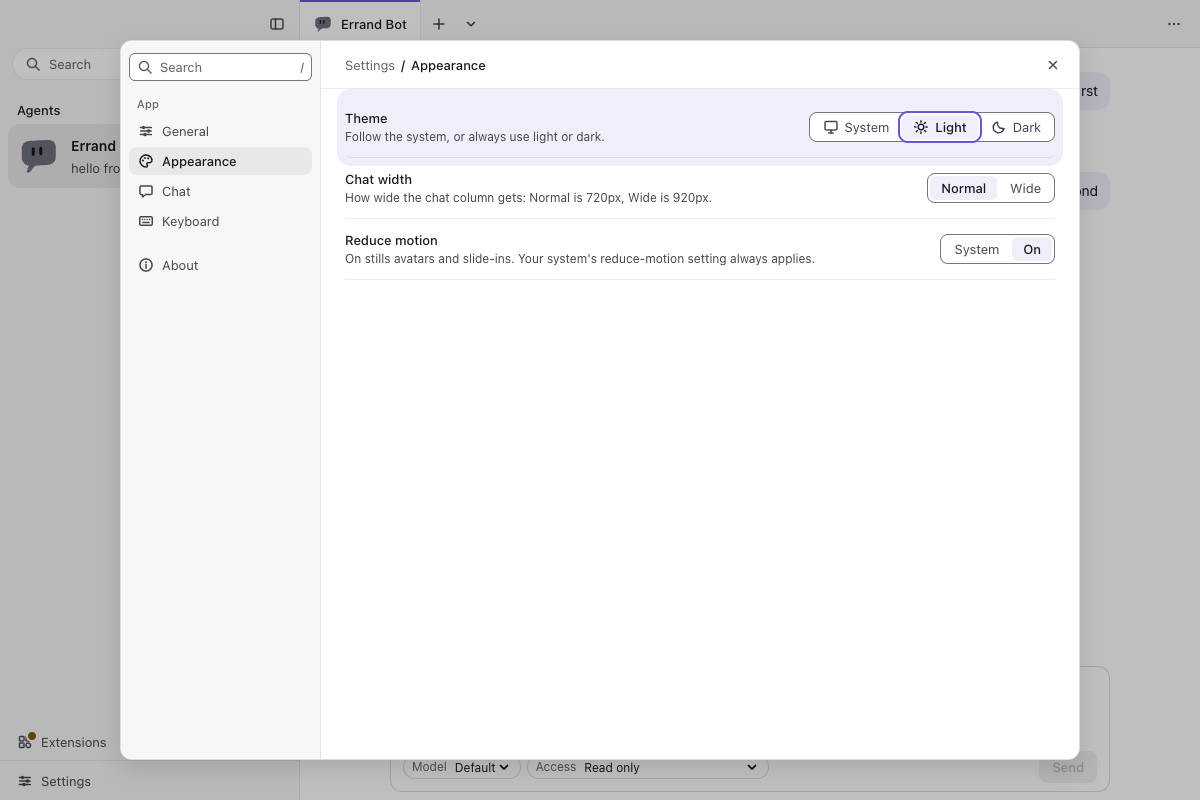 Errand Bot
Search
Agents
Errand
hello fro
Extensions
Settings
Search /
App
General
Appearance
Chat
Keyboard
About
Settings / Appearance
Theme
Follow the system, or always use light or dark.
System Light Dark
Chat width
How wide the chat column gets: Normal is 720px, Wide is 920px.
Normal Wide
Reduce motion
On stills avatars and slide-ins. Your system's reduce-motion setting always applies.
System On
rst
ond
Model Default Access Read only
Send